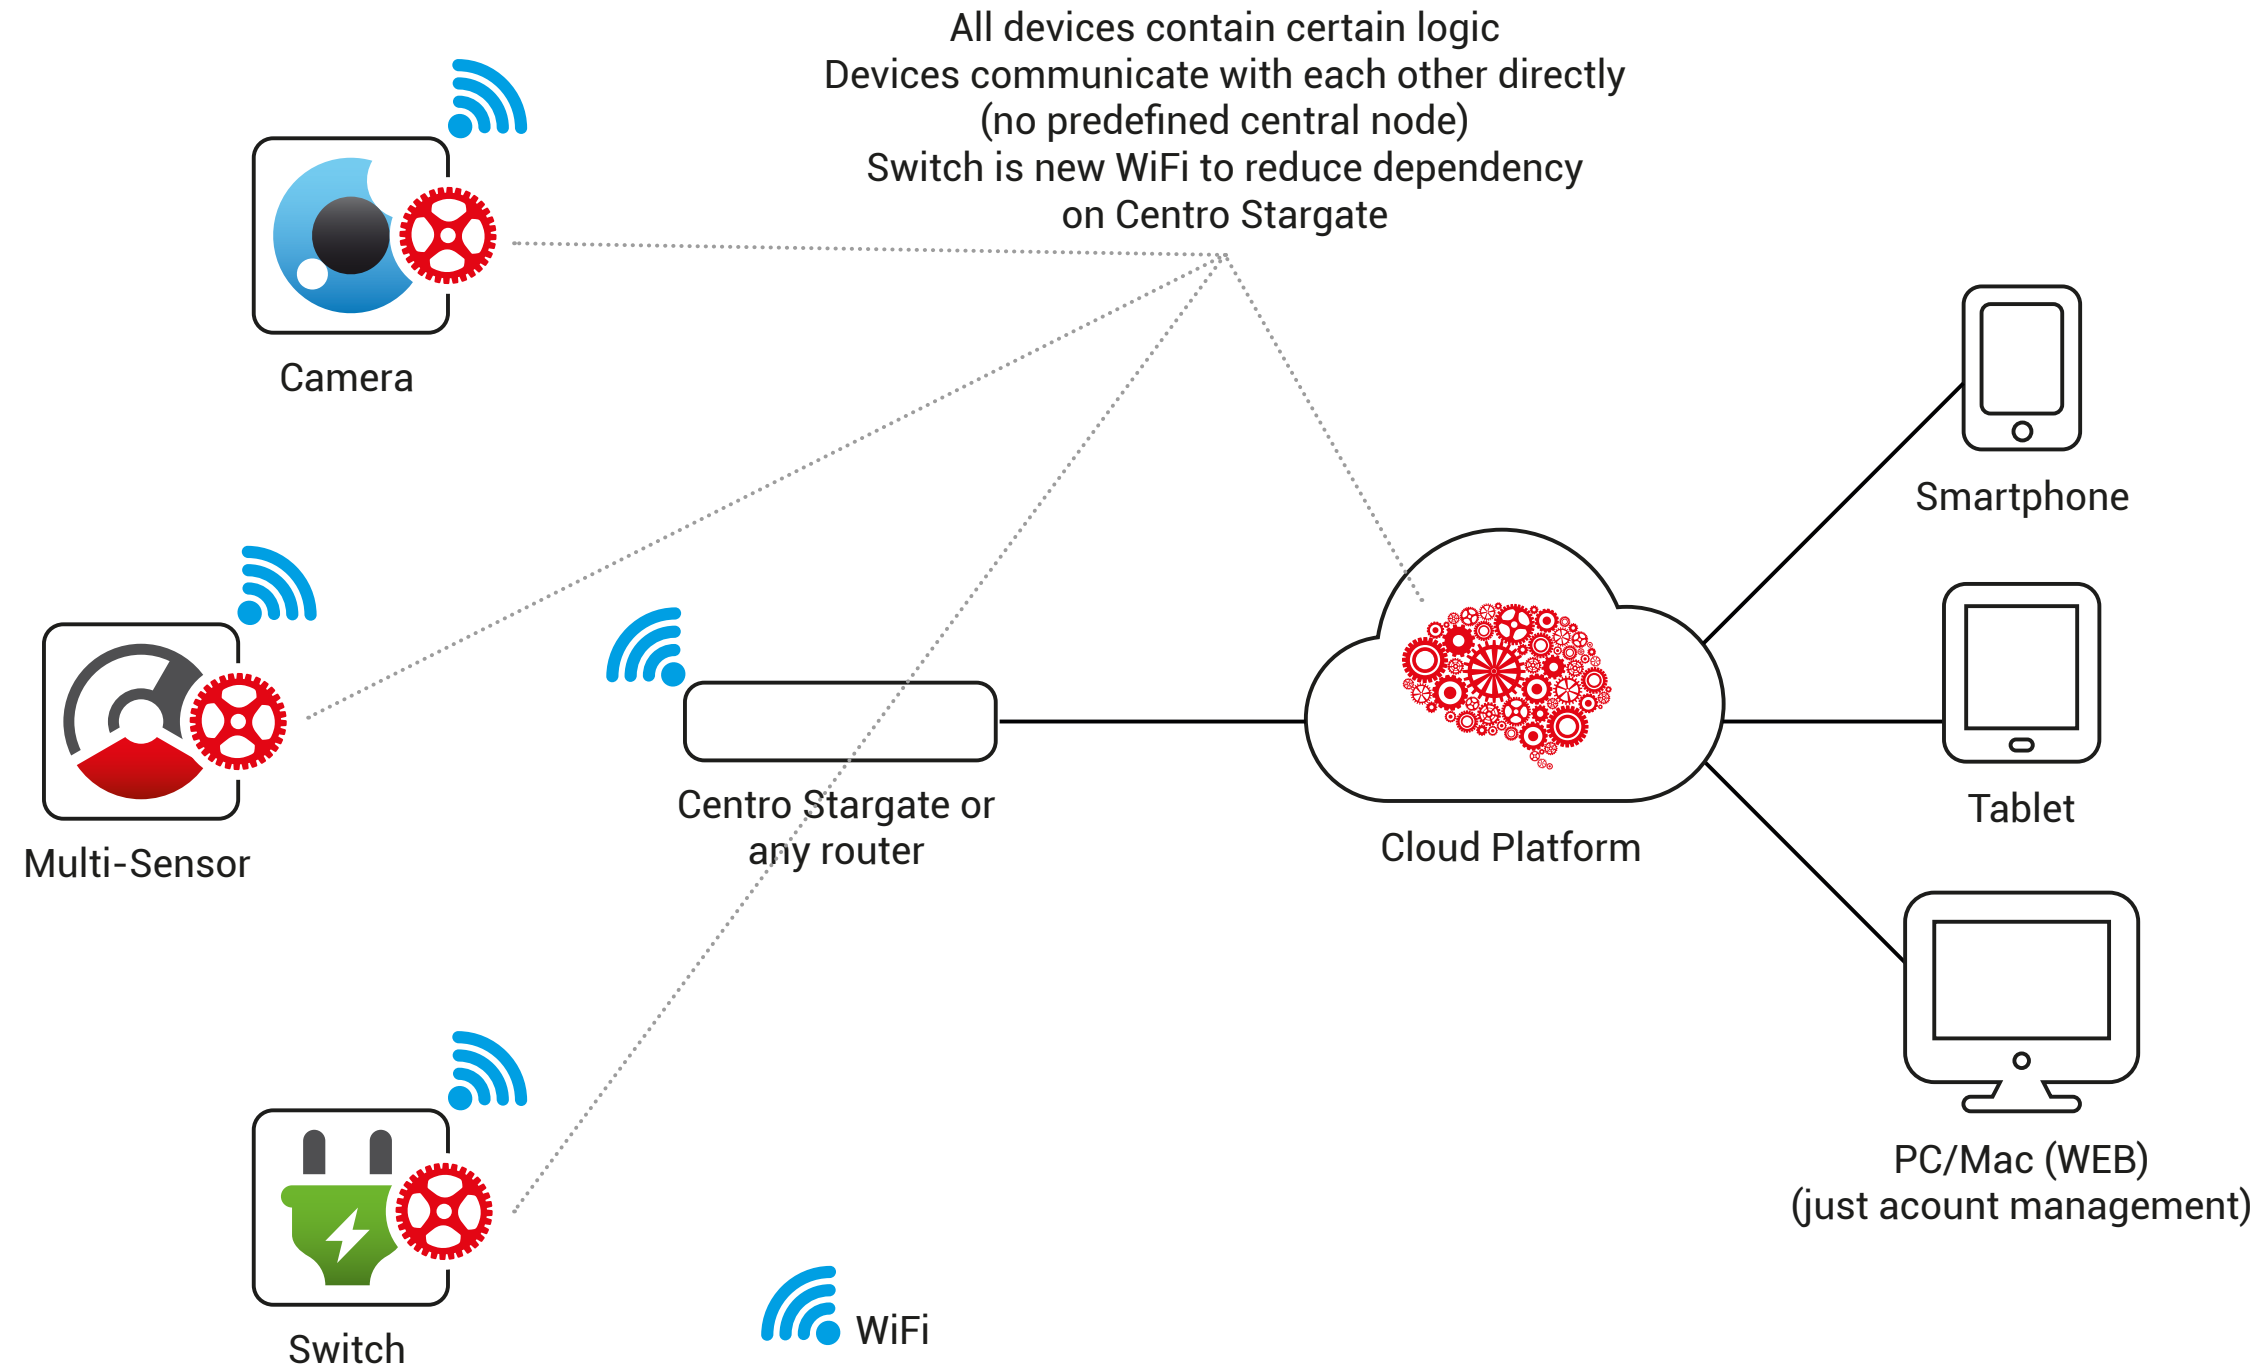 All devices contain certain logic
Devices communicate with each other directly
(no predefined central node)
Switch is new WiFi to reduce dependency
on Centro Stargate
Camera
Smartphone
Multi-Sensor
Centro Stargate or
any router
Cloud Platform
Tablet
PC/Mac (WEB)
(just acount management)
Switch
WiFi